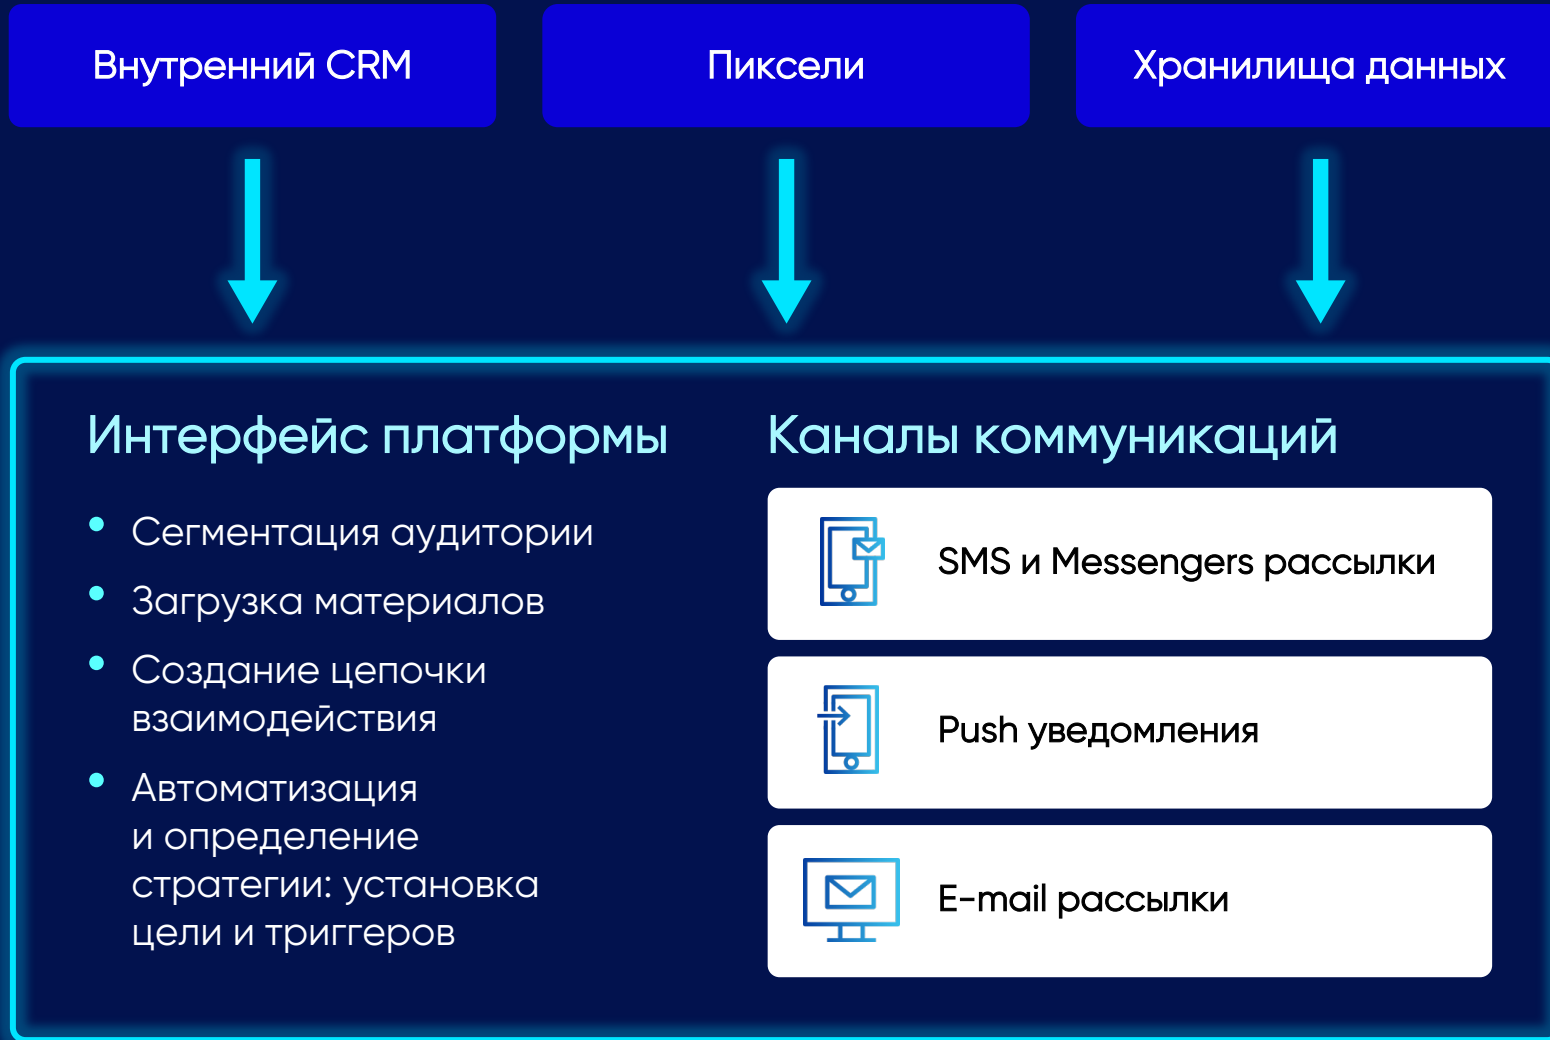 Внутренний CRM
Пиксели
Хранилища данных
Интерфейс платформы
• Сегментация аудитории
• Загрузка материалов
• Создание цепочки
взаимодействия
• Автоматизация
и определение
стратегии: установка
цели и триггеров
Каналы коммуникаций
SMS и Messengers рассылки
Push уведомления
E-mail рассылки